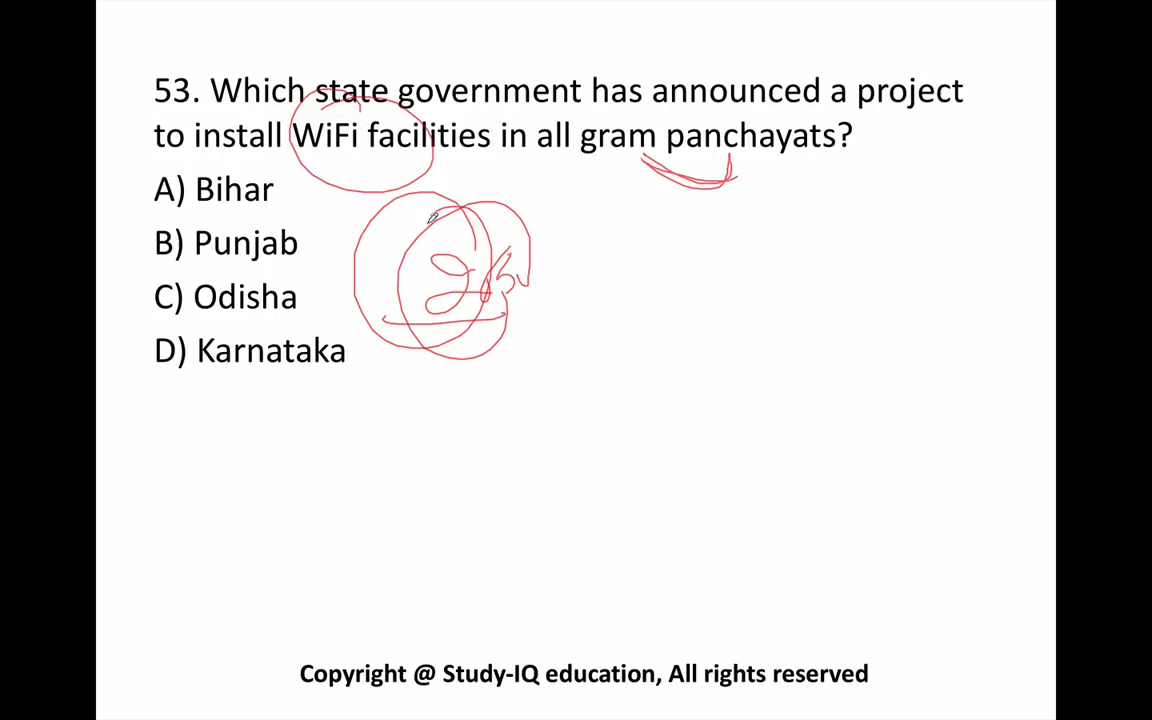 53. Which state government has announced a project
to install WiFi facilities in all gram panchayats?
A) Bihar
B) Punjab
C) Odisha
D) Karnataka
Copyright @ Study-IQ education, All rights reserved